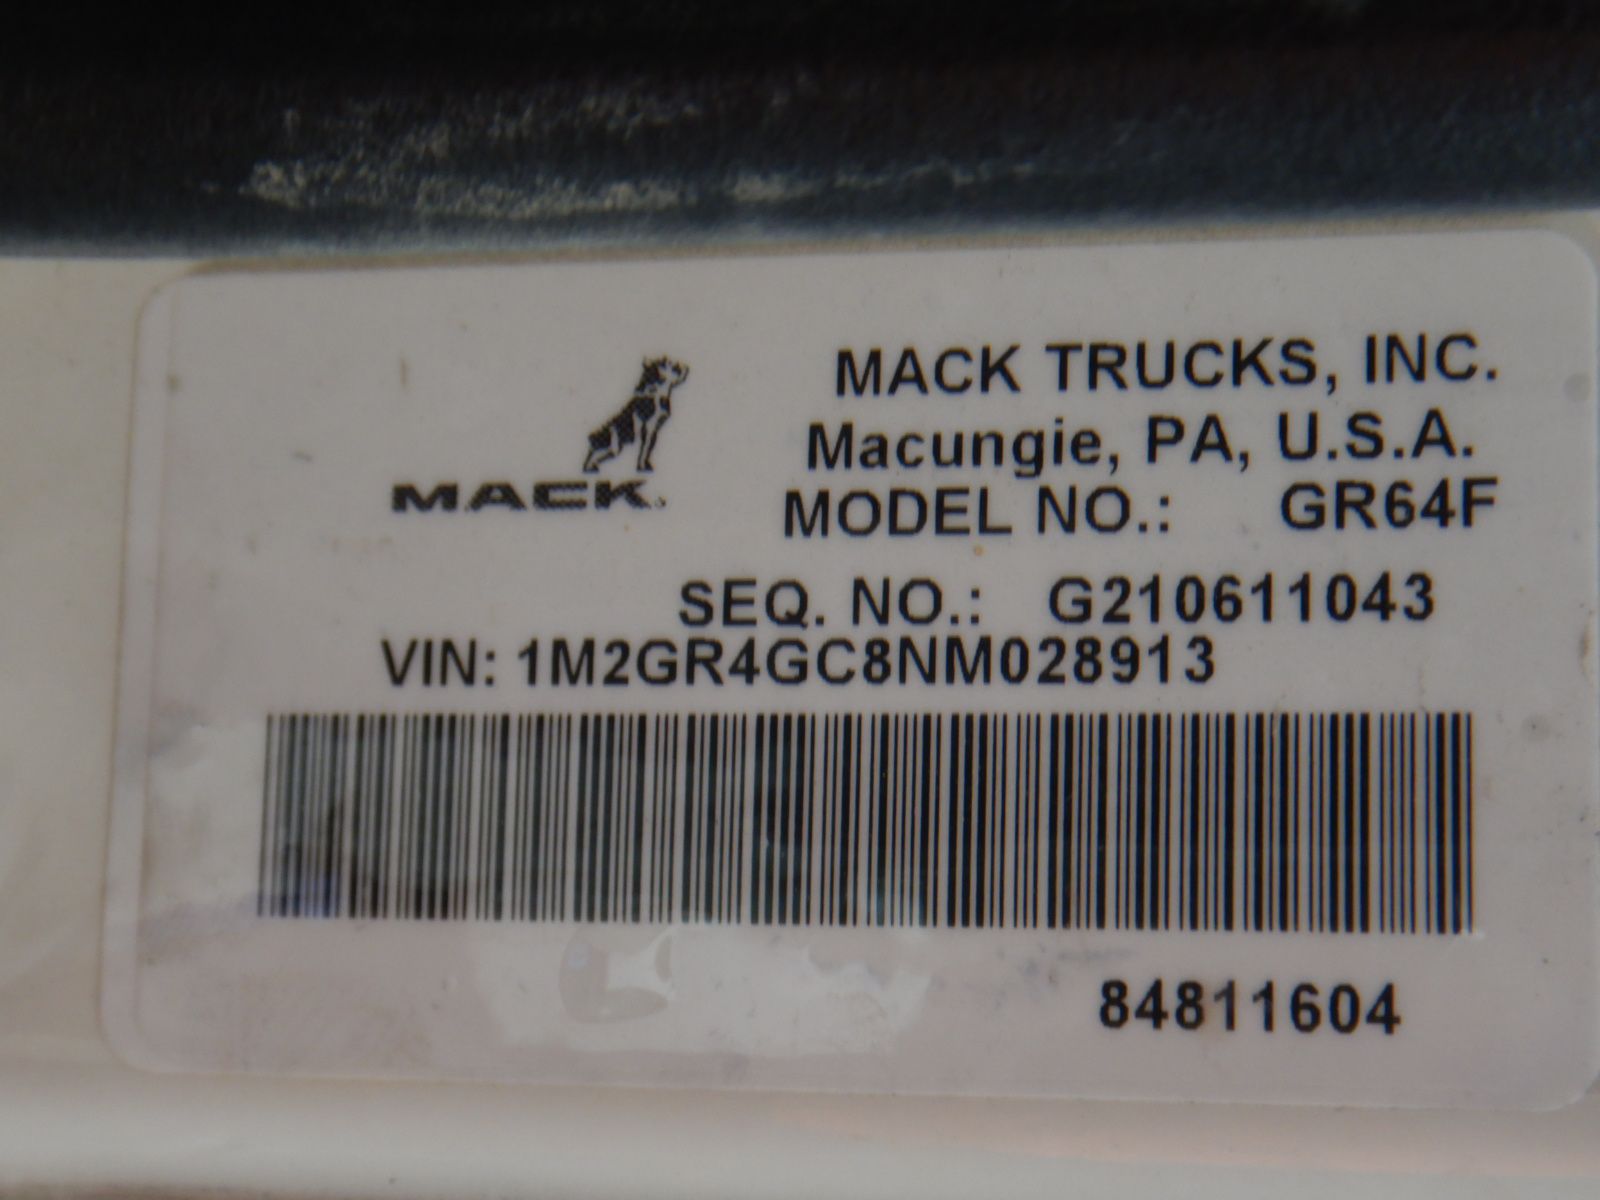 MACK TRUCKS, INC.
Macungie, PA, U.S.A.
MACK.
MODEL NO.: GR64F
SEQ. NO.: G210611043
VIN: 1M2GR4GC8NM028913
84811604